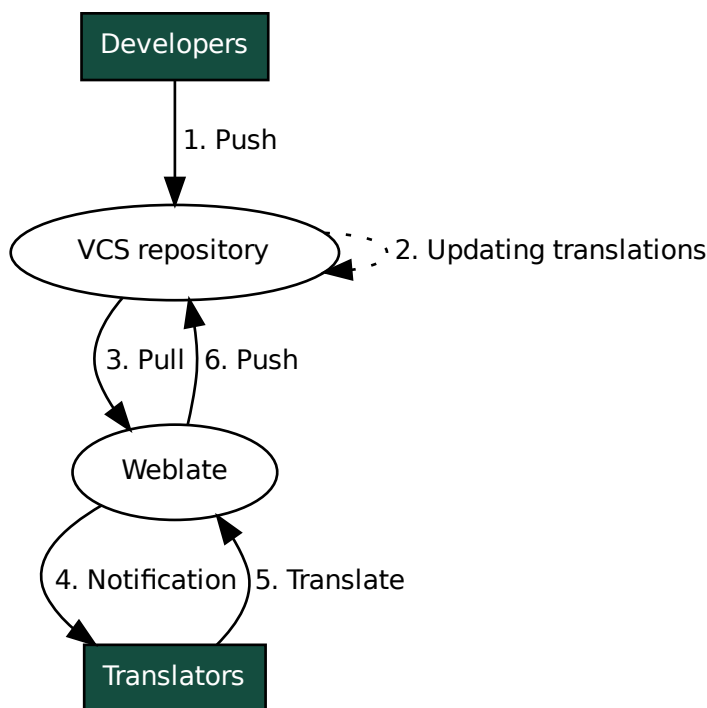 Developers
1. Push
VCS repository
2. Updating translations
3. Pull
6. Push
Weblate
4. Notification
5. Translate
Translators